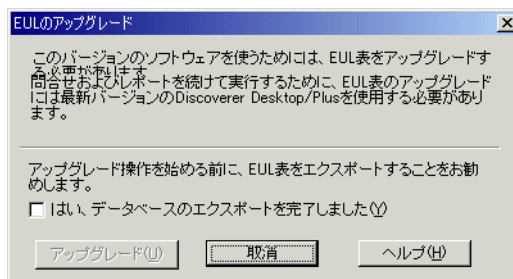 EULのアップグレード
このバージョンのソフトウェアを使うためには、EUL表をアップグレードす
る必要があります
問合せおよびレポートを続けて実行するために、EUL表のアップグレード
には最新バージョンのDiscoverer Desktop/Plusを使用する必要があり
ます。
アップグレード操作を始める前に、EUL表をエクスポートすることをお勧
めします。
はい、データベースのエクスポートを完了しました(Y)
アップグレード(U) 取消 ヘルプ(H)